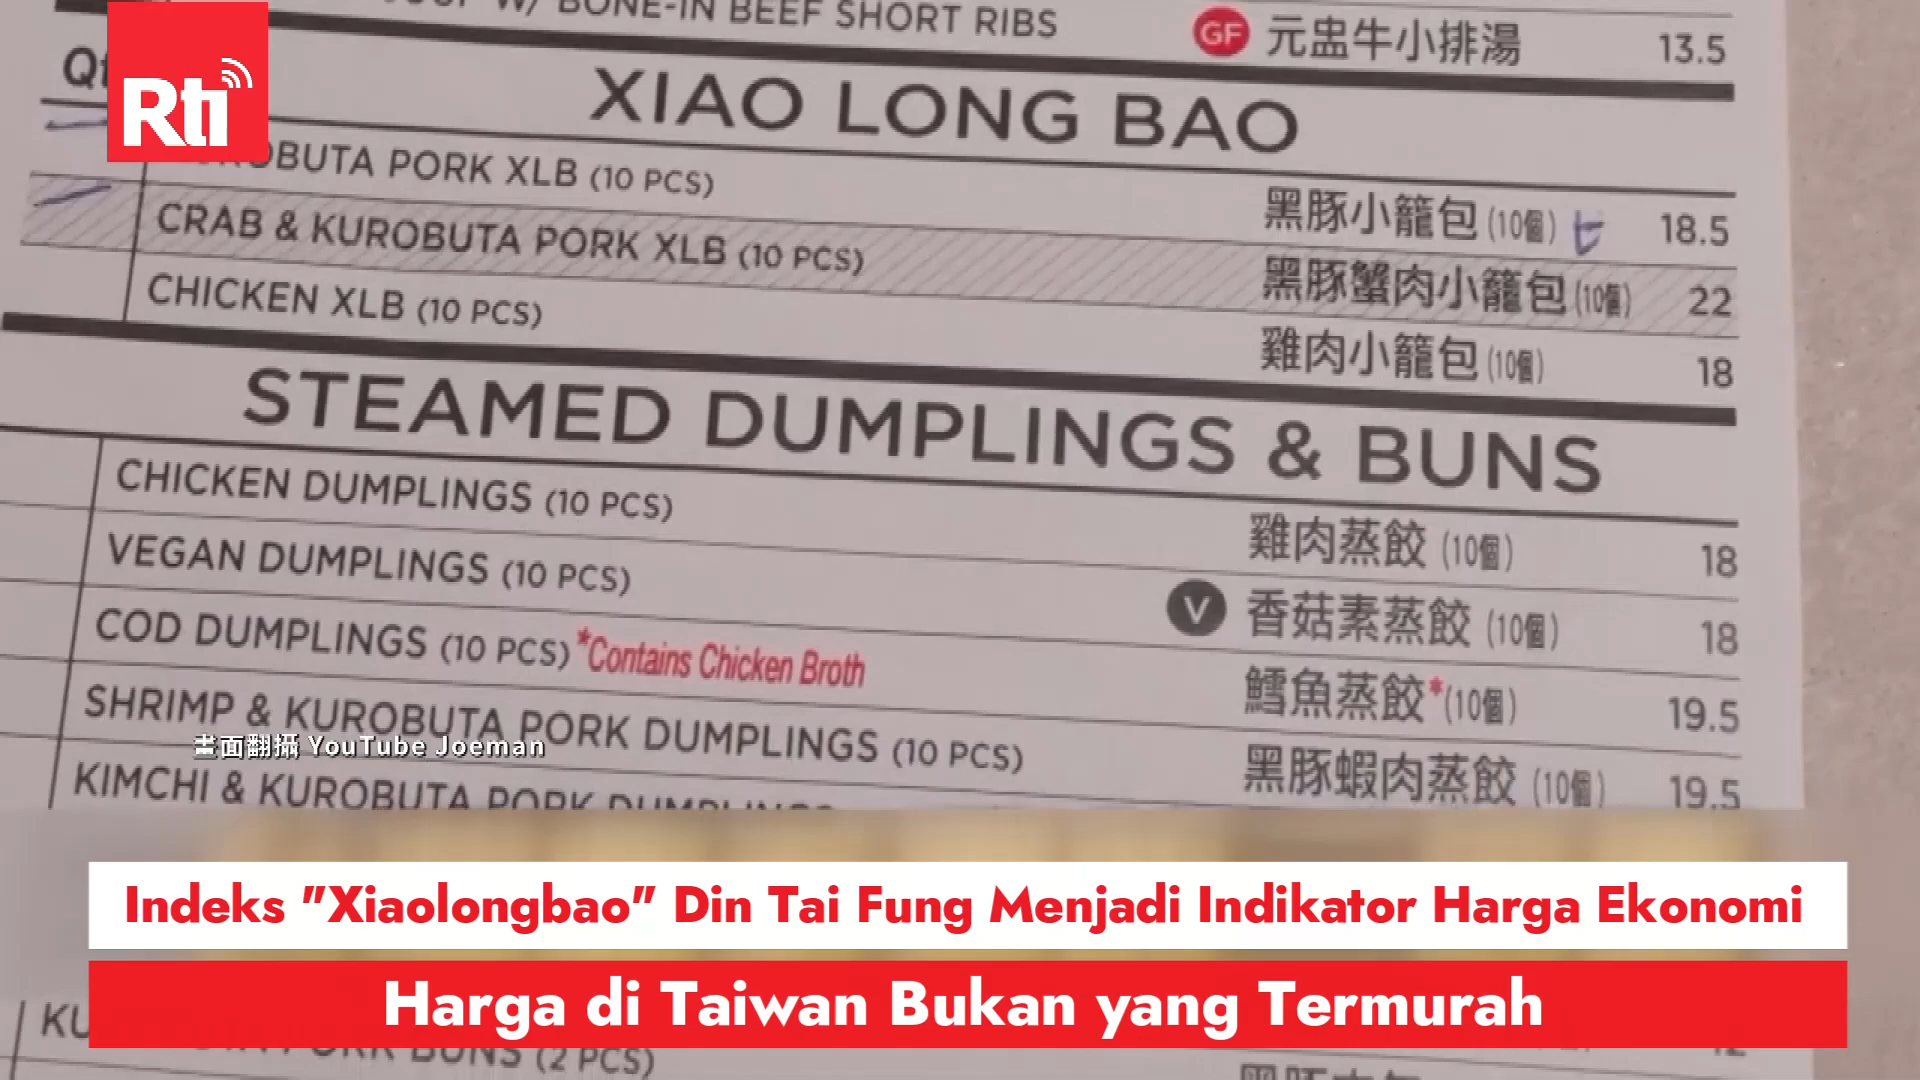 W/ BONE-IN BEEF SHORT RIBS GF 元盅牛小排湯 13.5
Rti
XIAO LONG BAO
PORK XLB (10 PCS) 黑豚小籠包 (10個) 18.5
CRAB & KUROBUTA PORK XLB (10 PCS) 黑豚蟹肉小籠包 (10個) 22
CHICKEN XLB (10 PCS) 雞肉小籠包 (10個) 18
STEAMED DUMPLINGS & BUNS
CHICKEN DUMPLINGS (10 PCS) 雞肉蒸餃 (10個) 18
VEGAN DUMPLINGS (10 PCS) V 香菇素蒸餃 (10個) 18
COD DUMPLINGS (10 PCS) *Contains Chicken Broth 鱈魚蒸餃* (10個) 19.5
SHRIMP & KUROBUTA PORK DUMPLINGS (10 PCS) 黑豚蝦肉蒸餃 (10個) 19.5
畫面翻攝 YouTube Joeman
KIMCHI & KUROBUTA PORK DUMPLINGS
Indeks "Xiaolongbao" Din Tai Fung Menjadi Indikator Harga Ekonomi
Harga di Taiwan Bukan yang Termurah
PORK BUNS (2 PCS)